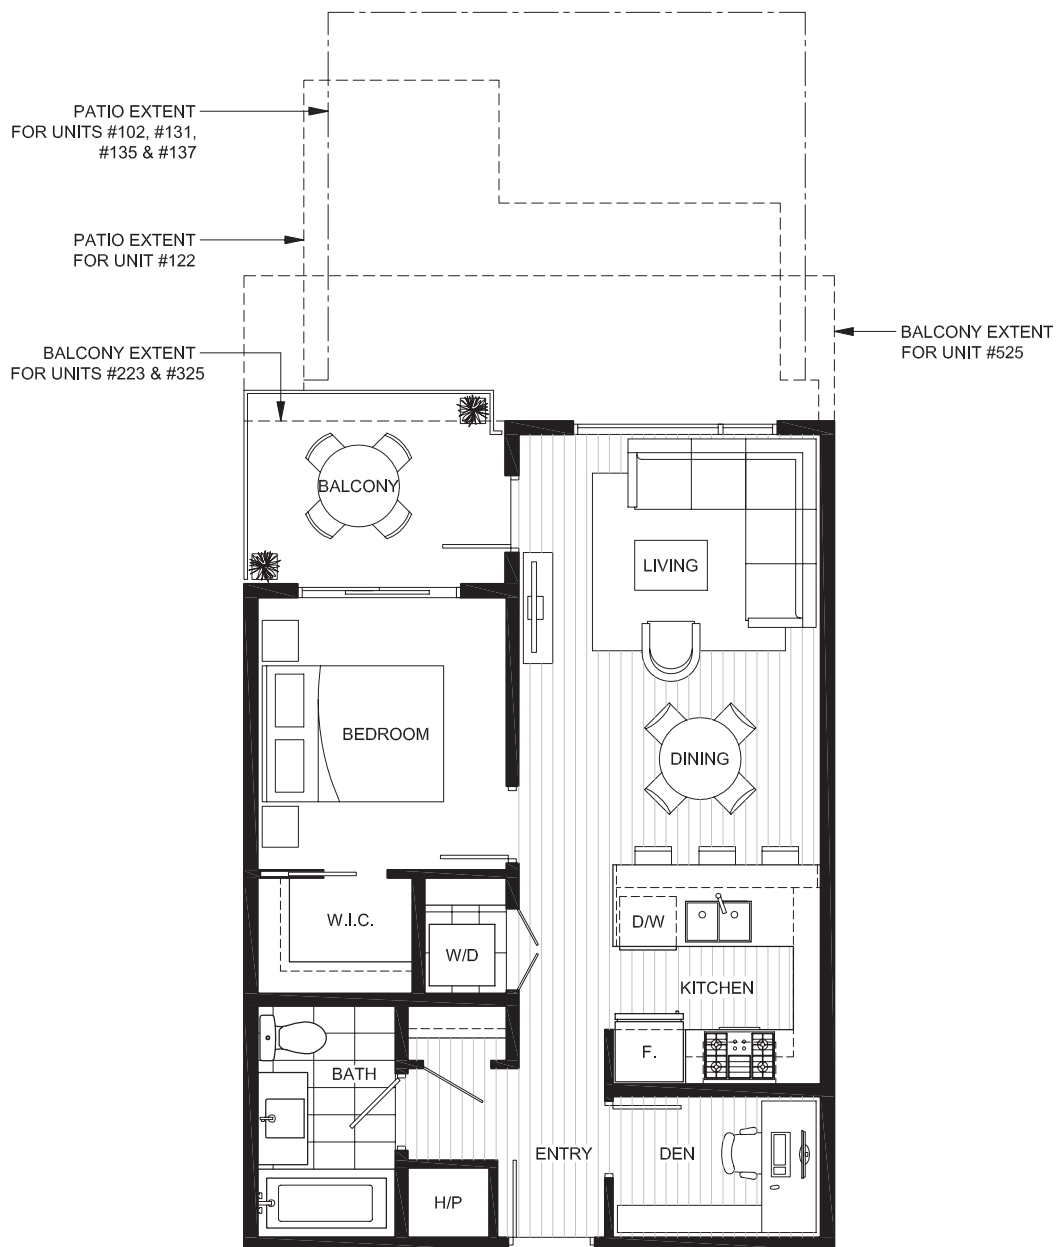 PATIO EXTENT
FOR UNITS #102, #131,
#135 & #137
PATIO EXTENT
FOR UNIT #122
BALCONY EXTENT
FOR UNIT #525
BALCONY EXTENT
FOR UNITS #223 & #325
BALCONY
LIVING
BEDROOM
DINING
W.I.C.
D/W
W/D
KITCHEN
F.
BATH
ENTRY
DEN
H/P